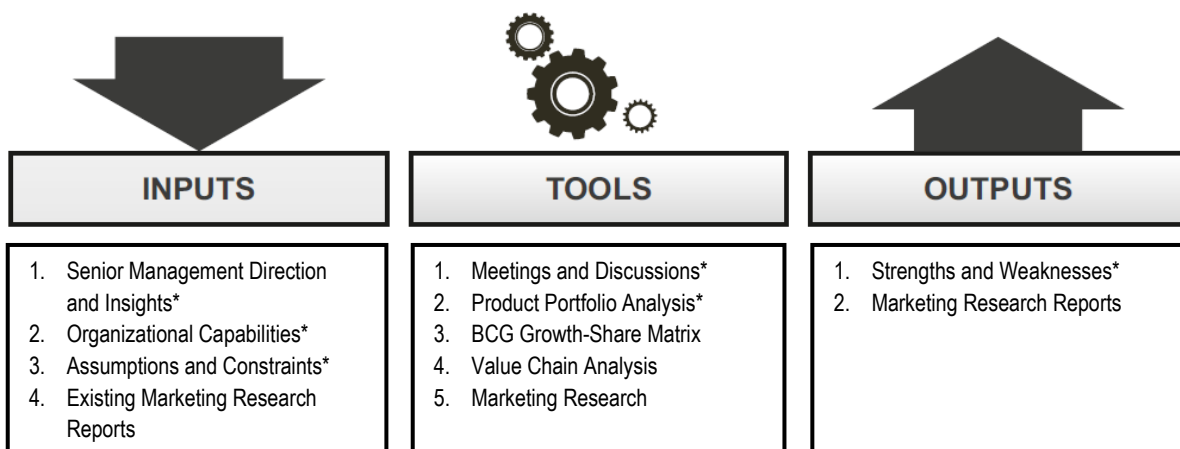 INPUTS
TOOLS
OUTPUTS
1. Senior Management Direction
and Insights*
2. Organizational Capabilities*
3. Assumptions and Constraints*
4. Existing Marketing Research
Reports
1. Meetings and Discussions*
2. Product Portfolio Analysis*
3. BCG Growth-Share Matrix
4. Value Chain Analysis
5. Marketing Research
1. Strengths and Weaknesses*
2. Marketing Research Reports